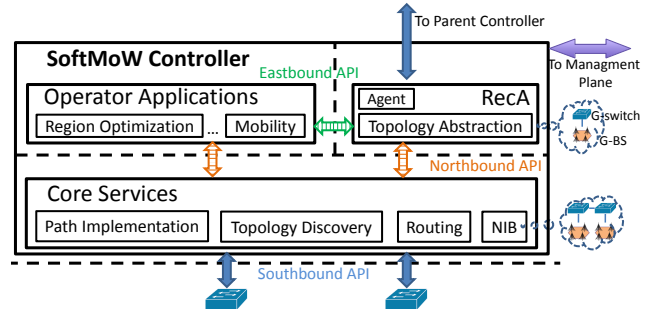 To Parent Controller
SoftMoW Controller
Eastbound API
To Managment
Plane
Operator Applications
Agent
RecA
Region Optimization
...
Mobility
Topology Abstraction
G-switch
G-BS
Northbound API
Core Services
Path Implementation
Topology Discovery
Routing
NIB
Southbound API